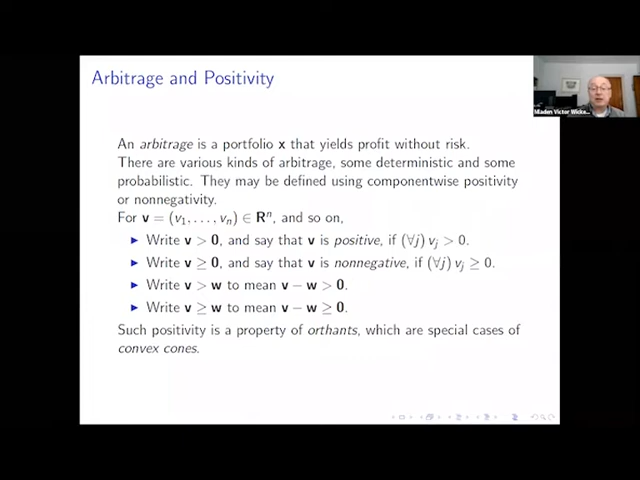 Arbitrage and Positivity
Mladen Victor Wicke...
An arbitrage is a portfolio x that yields profit without risk.
There are various kinds of arbitrage, some deterministic and some
probabilistic. They may be defined using componentwise positivity
or nonnegativity.
For v = (v₁, . . . , vₙ) ∈ Rⁿ, and so on,
▶ Write v > 0, and say that v is positive, if (∀j) vⱼ > 0.
▶ Write v ≥ 0, and say that v is nonnegative, if (∀j) vⱼ ≥ 0.
▶ Write v > w to mean v − w > 0.
▶ Write v ≥ w to mean v − w ≥ 0.
Such positivity is a property of orthants, which are special cases of
convex cones.